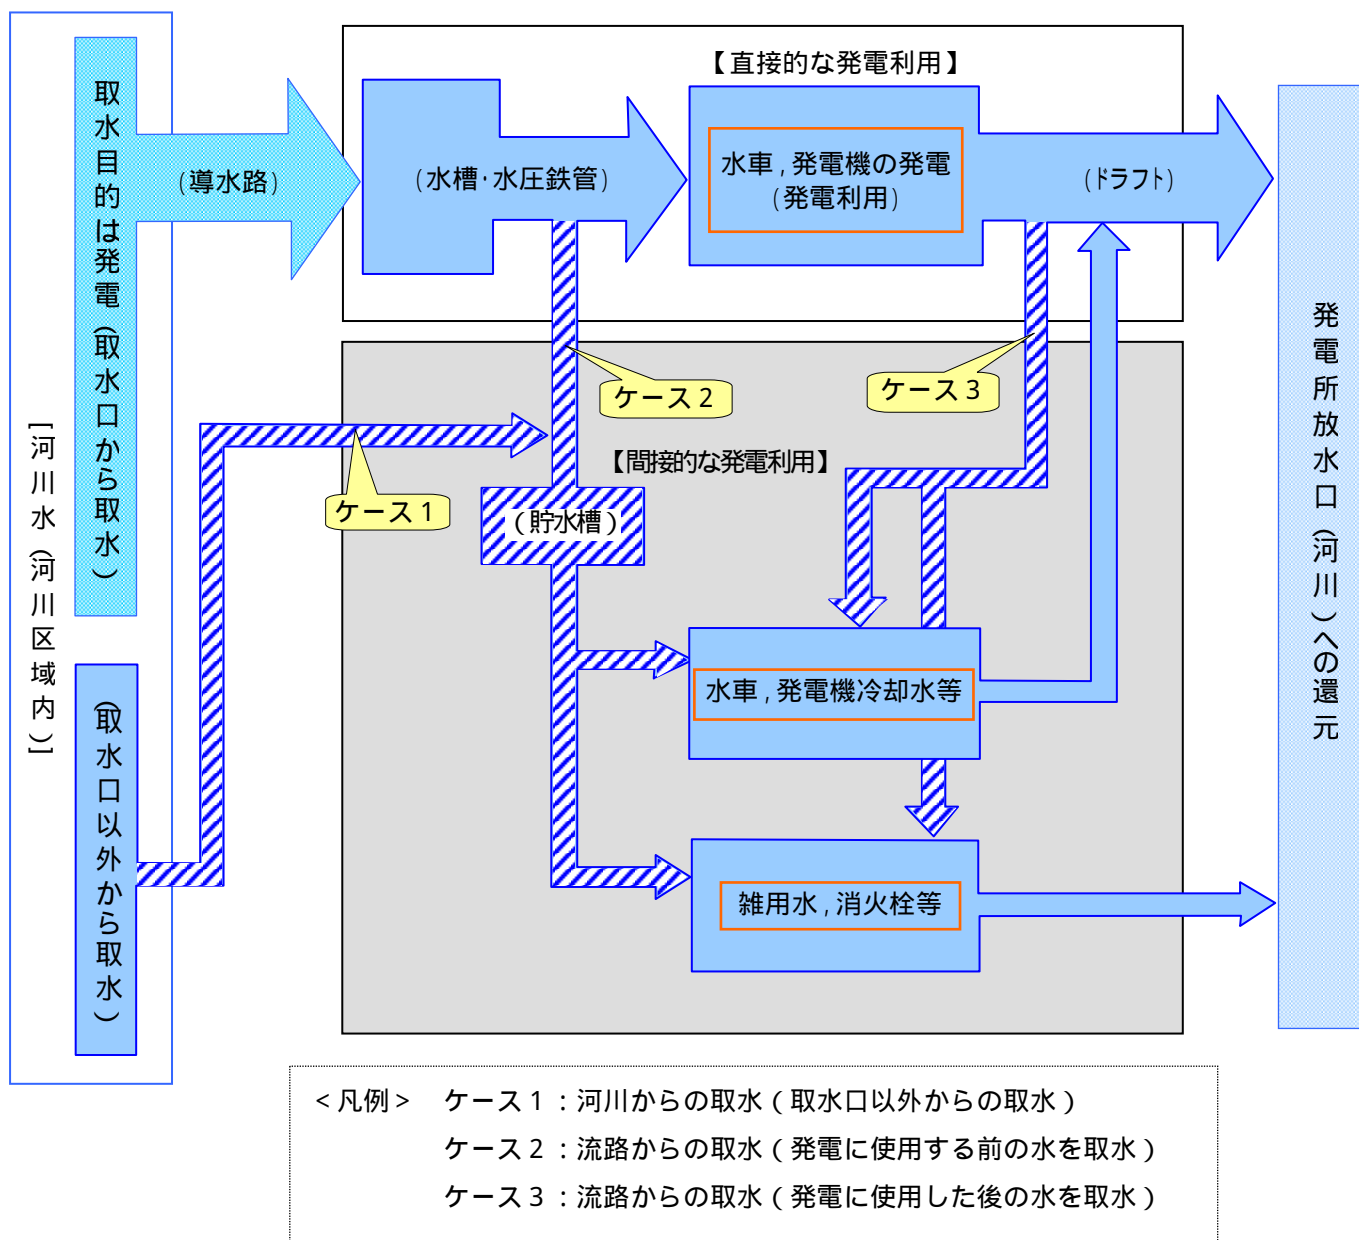 【直接的な発電利用】
取水目的は発電（取水口から取水）
(導水路)
(水槽･水圧鉄管)
水車，発電機の発電
(発電利用)
(ドラフト)
ケース２
ケース３
[河川水（河川区域内）]
【間接的な発電利用】
ケース１
（貯水槽）
発電所放水口（河川）への還元
水車，発電機冷却水等
（取水口以外から取水）
雑用水，消火栓等
＜凡例＞　ケース１：河川からの取水（取水口以外からの取水）
ケース２：流路からの取水（発電に使用する前の水を取水）
ケース３：流路からの取水（発電に使用した後の水を取水）